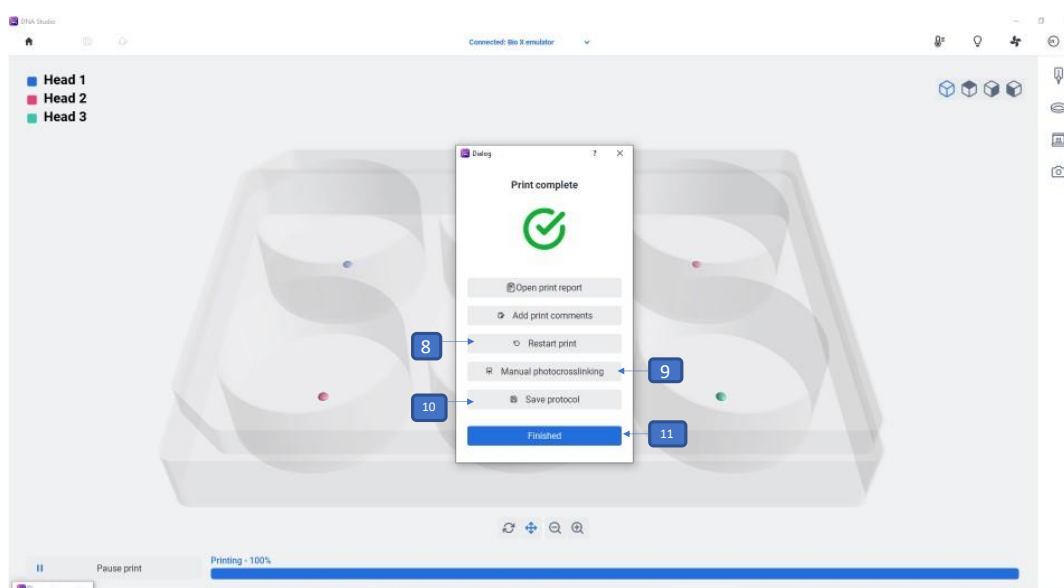 DNA Studio
Connected: Bio X emulator
Head 1
Head 2
Head 3
Dialog
Print complete
Open print report
Add print comments
8
Restart print
Manual photocrosslinking
9
10
Save protocol
Finished
11
Printing - 100%
Pause print